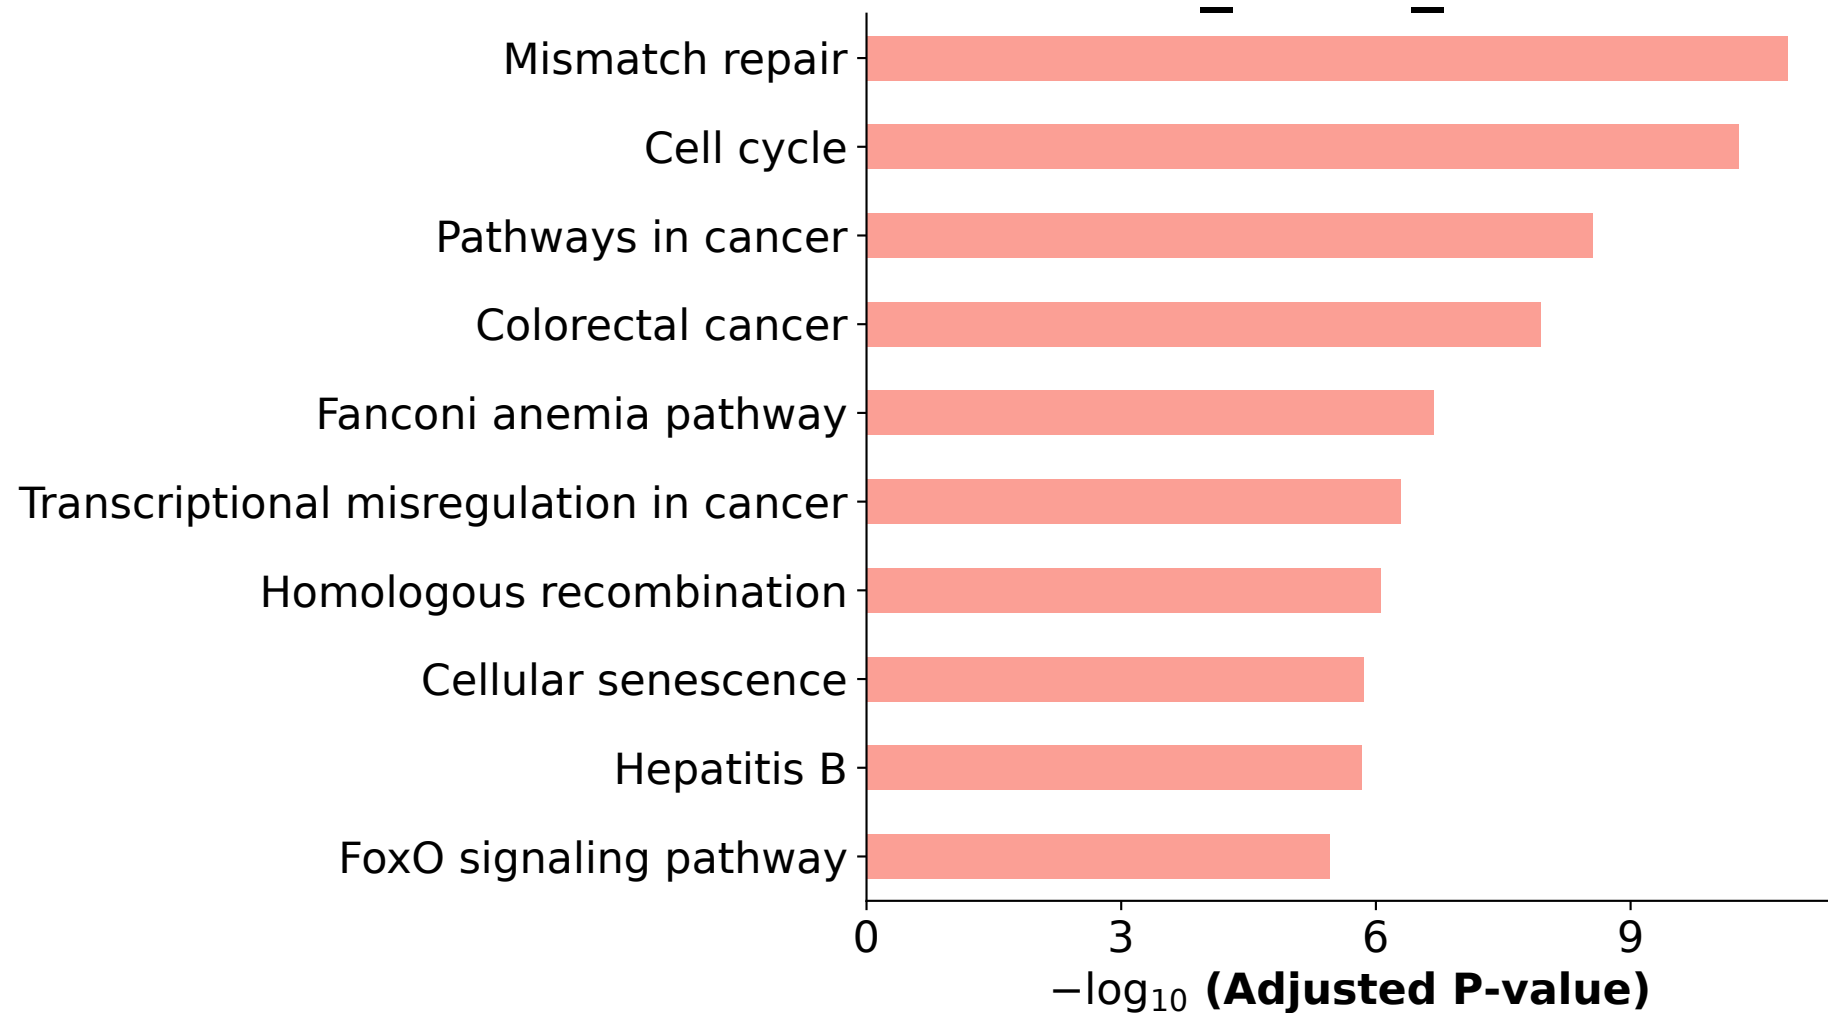 Mismatch repair
Cell cycle
Pathways in cancer
Colorectal cancer
Fanconi anemia pathway
Transcriptional misregulation in cancer
Homologous recombination
Cellular senescence
Hepatitis B
FoxO signaling pathway
0 3 6 9
−log₁₀ (Adjusted P-value)